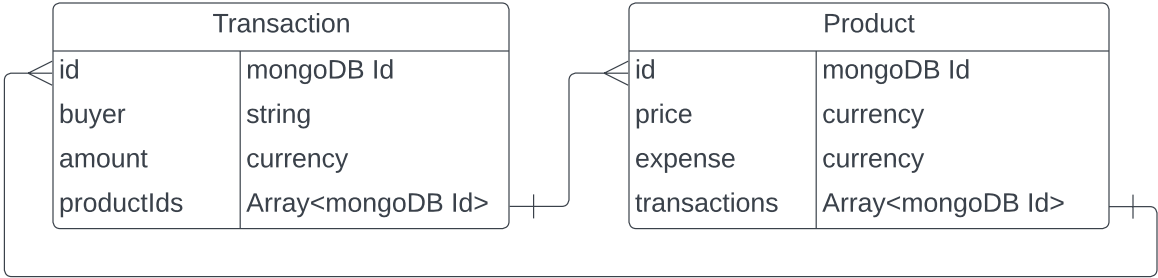 Transaction
id mongoDB Id
buyer string
amount currency
productIds Array<mongoDB Id>
Product
id mongoDB Id
price currency
expense currency
transactions Array<mongoDB Id>